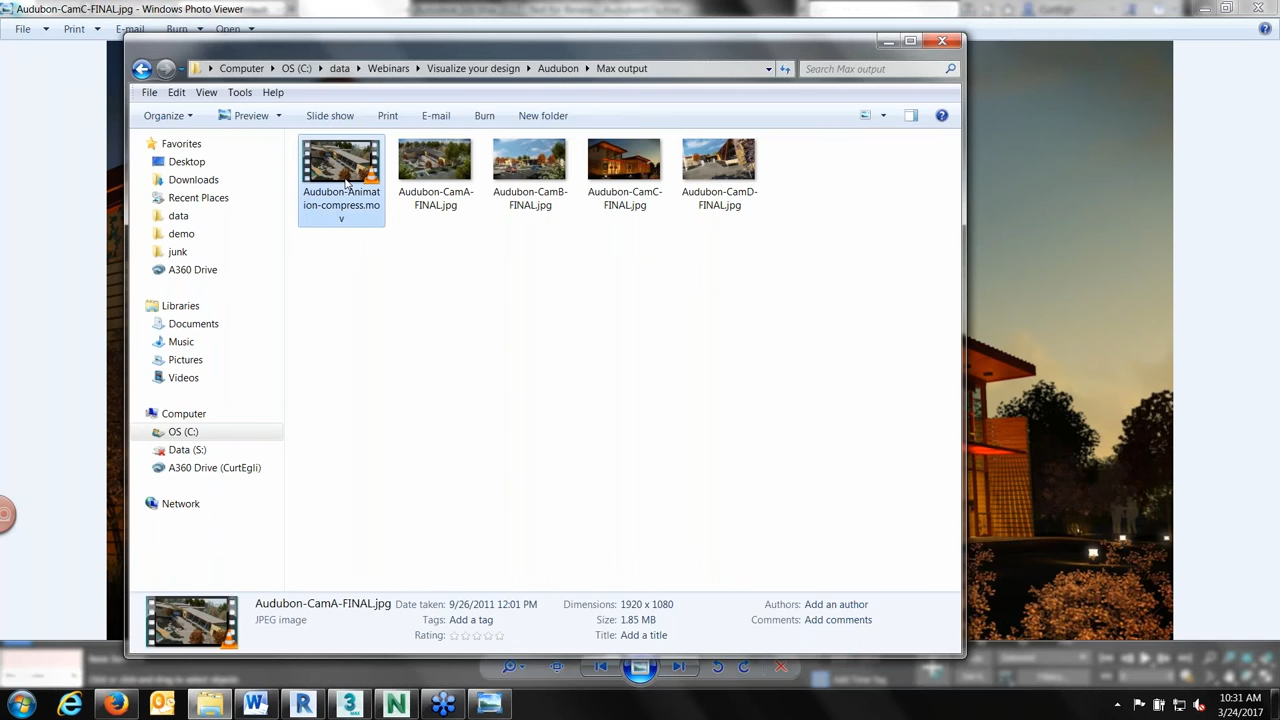 Audubon-CamC-FINAL.jpg - Windows Photo Viewer
File Print E-mail Burn Open
Computer OS (C:) data Webinars Visualize your design Audubon Max output
Search Max output
File Edit View Tools Help
Organize Preview Slide show Print E-mail Burn New folder
Favorites
Desktop
Downloads
Recent Places
data
demo
junk
A360 Drive
Libraries
Documents
Music
Pictures
Videos
Computer
OS (C:)
Data (S:)
A360 Drive (CurtEgli)
Network
Audubon-Animat
ion-compress.mo
v
Audubon-CamA-
FINAL.jpg
Audubon-CamB-
FINAL.jpg
Audubon-CamC-
FINAL.jpg
Audubon-CamD-
FINAL.jpg
Audubon-CamA-FINAL.jpg Date taken: 9/26/2011 12:01 PM Dimensions: 1920 x 1080 Authors: Add an author
JPEG image Tags: Add a tag Size: 1.85 MB Comments: Add comments
Rating: Title: Add a title
10:31 AM
3/24/2017